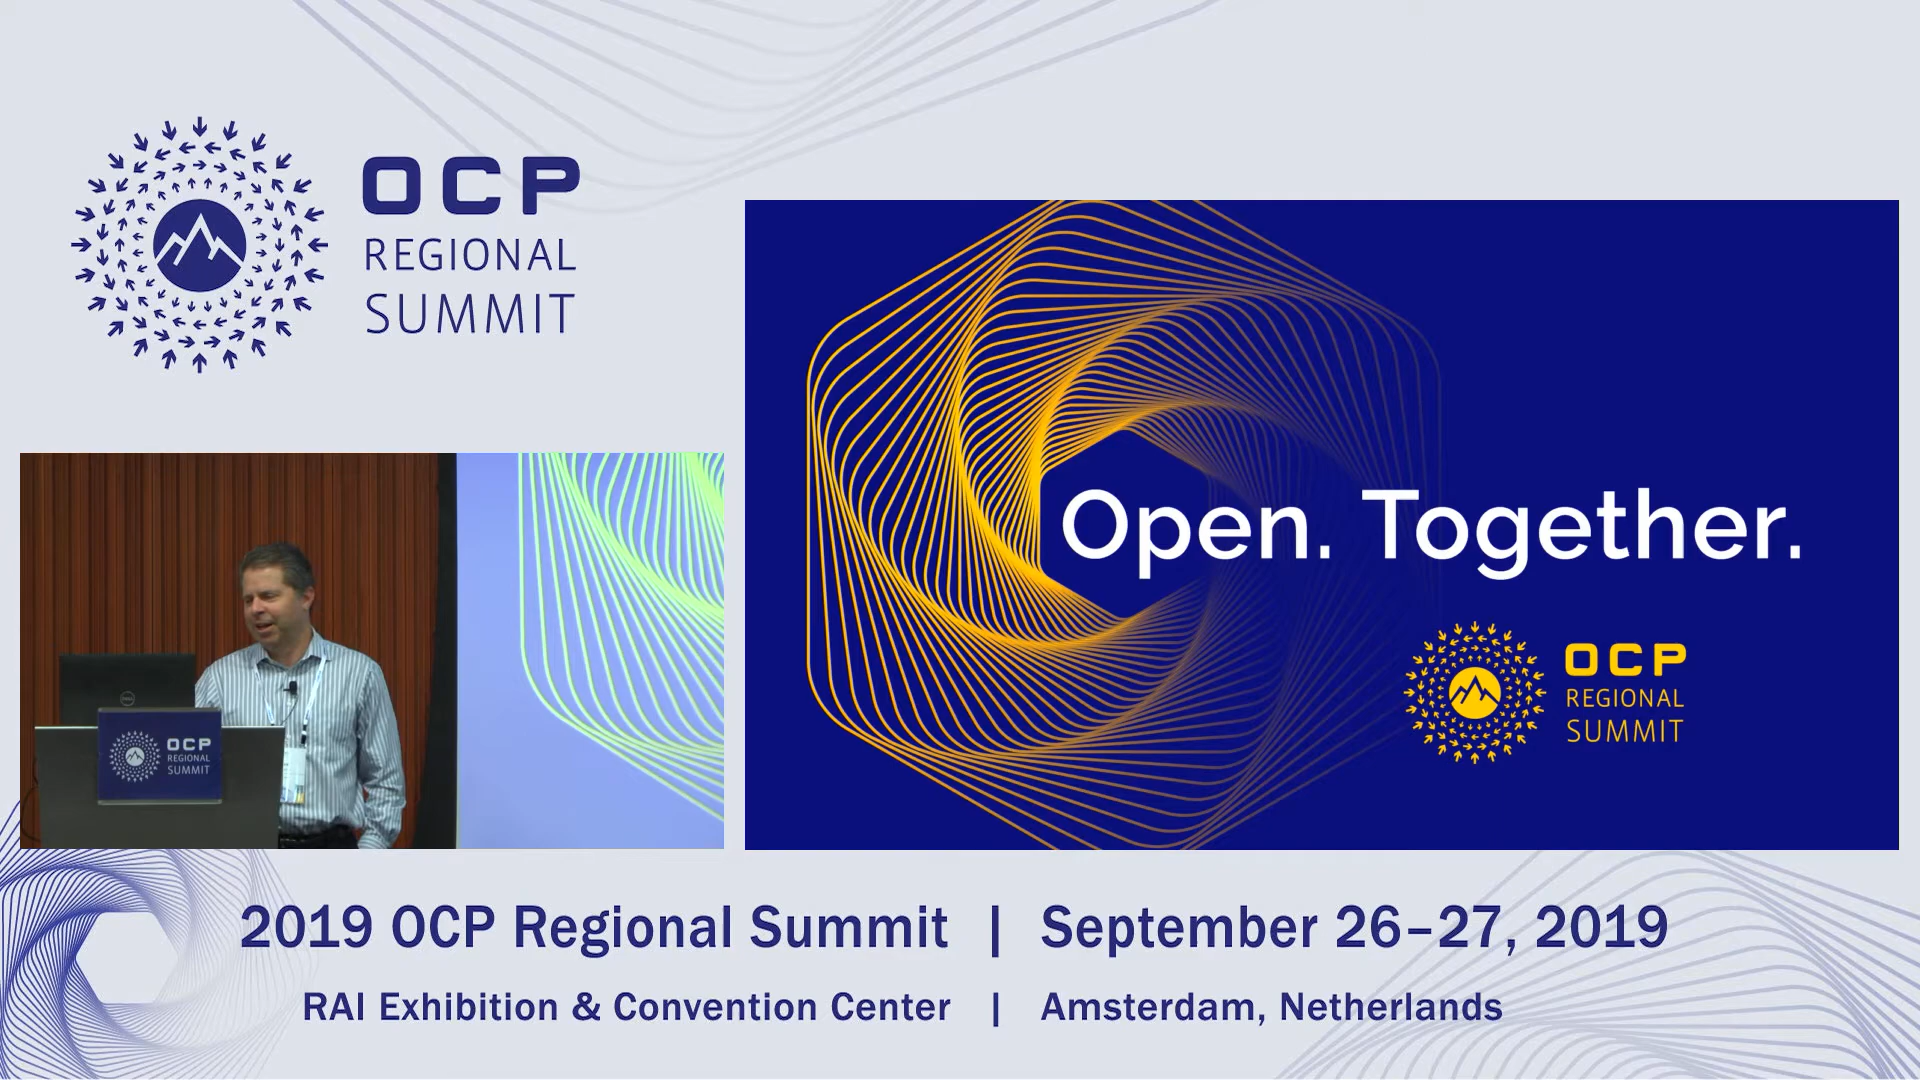 OCP
REGIONAL
SUMMIT
Open. Together.
OCP
REGIONAL
SUMMIT
DELL
OCP
REGIONAL
SUMMIT
2019 OCP Regional Summit | September 26–27, 2019
RAI Exhibition & Convention Center | Amsterdam, Netherlands